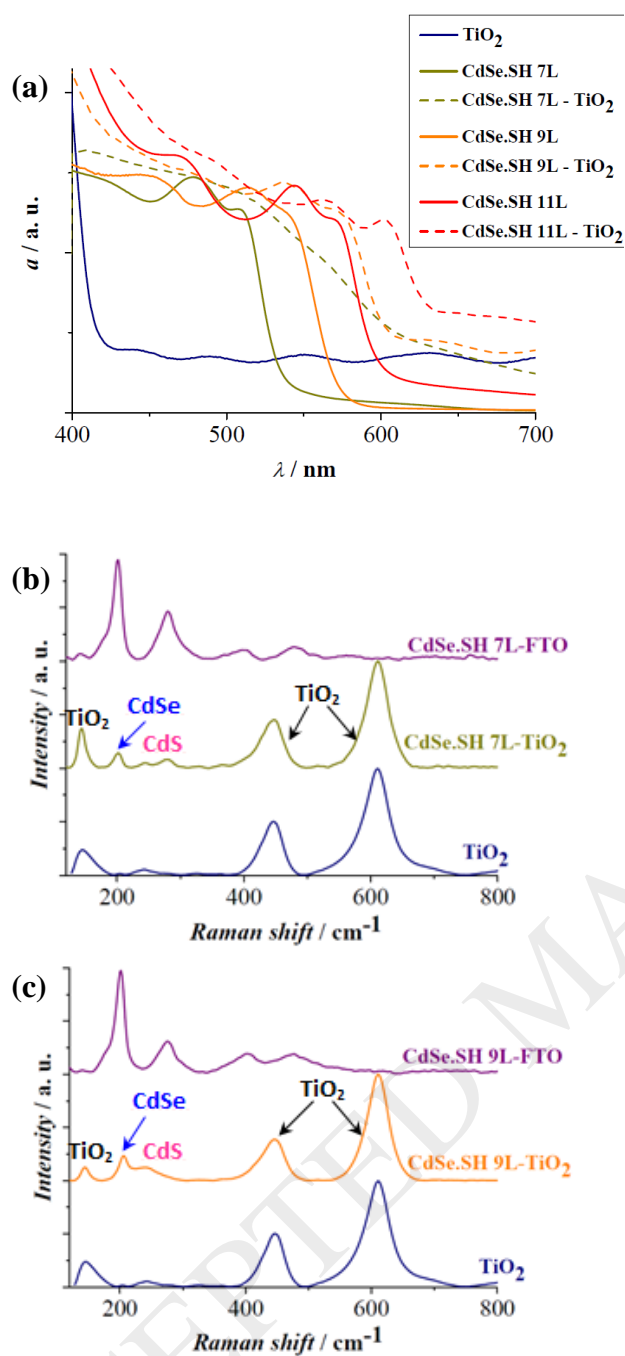 TiO₂
CdSe.SH 7L
CdSe.SH 7L - TiO₂
CdSe.SH 9L
CdSe.SH 9L - TiO₂
CdSe.SH 11L
CdSe.SH 11L - TiO₂
(a)
a / a. u.
400 500 600 700
λ / nm
(b)
CdSe.SH 7L-FTO
TiO₂
CdSe
TiO₂
CdS
CdSe.SH 7L-TiO₂
TiO₂
Intensity / a. u.
200 400 600 800
Raman shift / cm⁻¹
(c)
CdSe.SH 9L-FTO
CdSe
TiO₂
TiO₂
CdS
CdSe.SH 9L-TiO₂
TiO₂
Intensity / a. u.
200 400 600 800
Raman shift / cm⁻¹